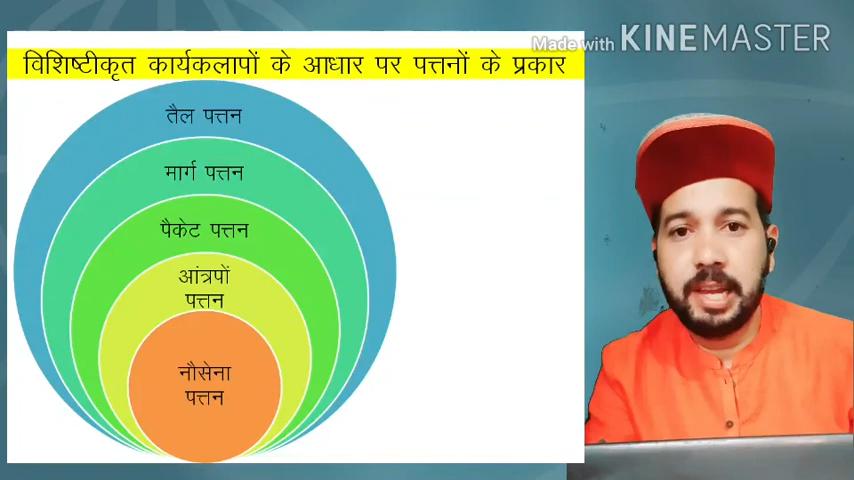 Made with KINEMASTER
विशिष्टीकृत कार्यकलापों के आधार पर पत्तनों के प्रकार
तैल पत्तन
मार्ग पत्तन
पैकेट पत्तन
आंत्रपों
पत्तन
नौसेना
पत्तन